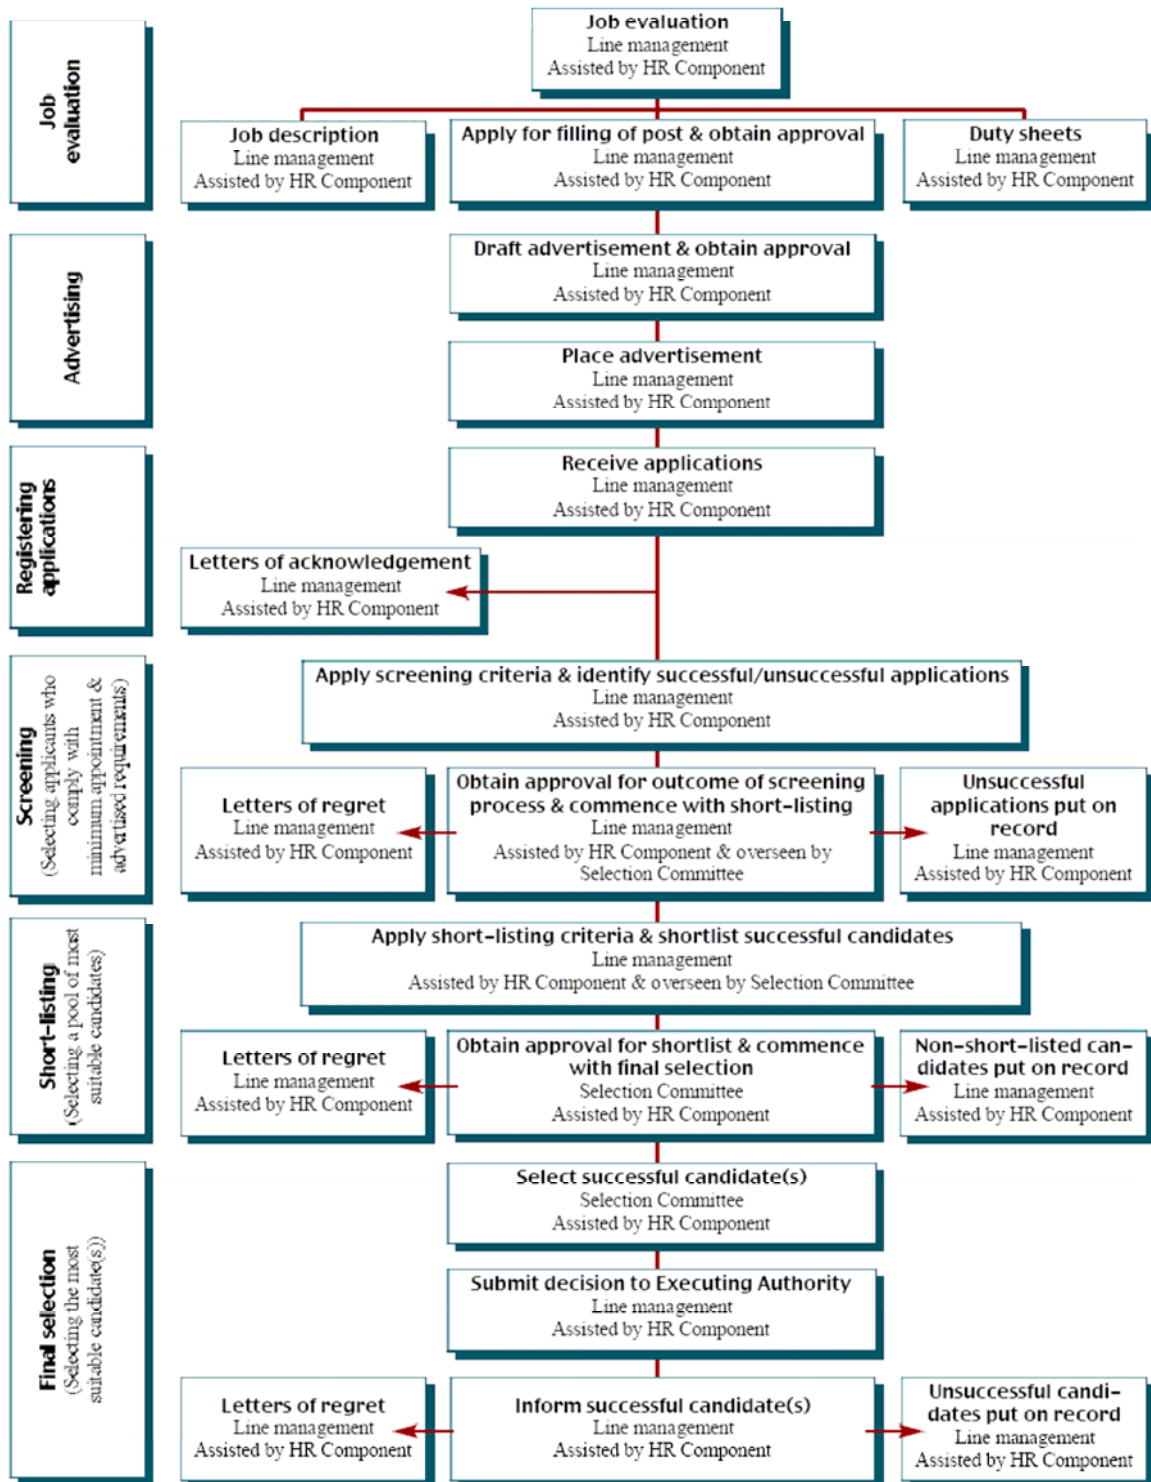 Job
evaluation
Job evaluation
Line management
Assisted by HR Component
Job description
Line management
Assisted by HR Component
Apply for filling of post & obtain approval
Line management
Assisted by HR Component
Duty sheets
Line management
Assisted by HR Component
Advertising
Draft advertisement & obtain approval
Line management
Assisted by HR Component
Place advertisement
Line management
Assisted by HR Component
Registering
applications
Receive applications
Line management
Assisted by HR Component
Letters of acknowledgement
Line management
Assisted by HR Component
Screening
(Selecting applicants who
comply with
minimum appointment &
advertised requirements)
Apply screening criteria & identify successful/unsuccessful applications
Line management
Assisted by HR Component
Letters of regret
Line management
Assisted by HR Component
Obtain approval for outcome of screening
process & commence with short-listing
Line management
Assisted by HR Component & overseen by
Selection Committee
Unsuccessful
applications put on
record
Line management
Assisted by HR Component
Short-listing
(Selecting a pool of most
suitable candidates)
Apply short-listing criteria & shortlist successful candidates
Line management
Assisted by HR Component & overseen by Selection Committee
Letters of regret
Line management
Assisted by HR Component
Obtain approval for shortlist & commence
with final selection
Selection Committee
Assisted by HR Component
Non-short-listed can-
didates put on record
Line management
Assisted by HR Component
Final selection
(Selecting the most
suitable candidate(s))
Select successful candidate(s)
Selection Committee
Assisted by HR Component
Submit decision to Executing Authority
Line management
Assisted by HR Component
Letters of regret
Line management
Assisted by HR Component
Inform successful candidate(s)
Line management
Assisted by HR Component
Unsuccessful candi-
dates put on record
Line management
Assisted by HR Component